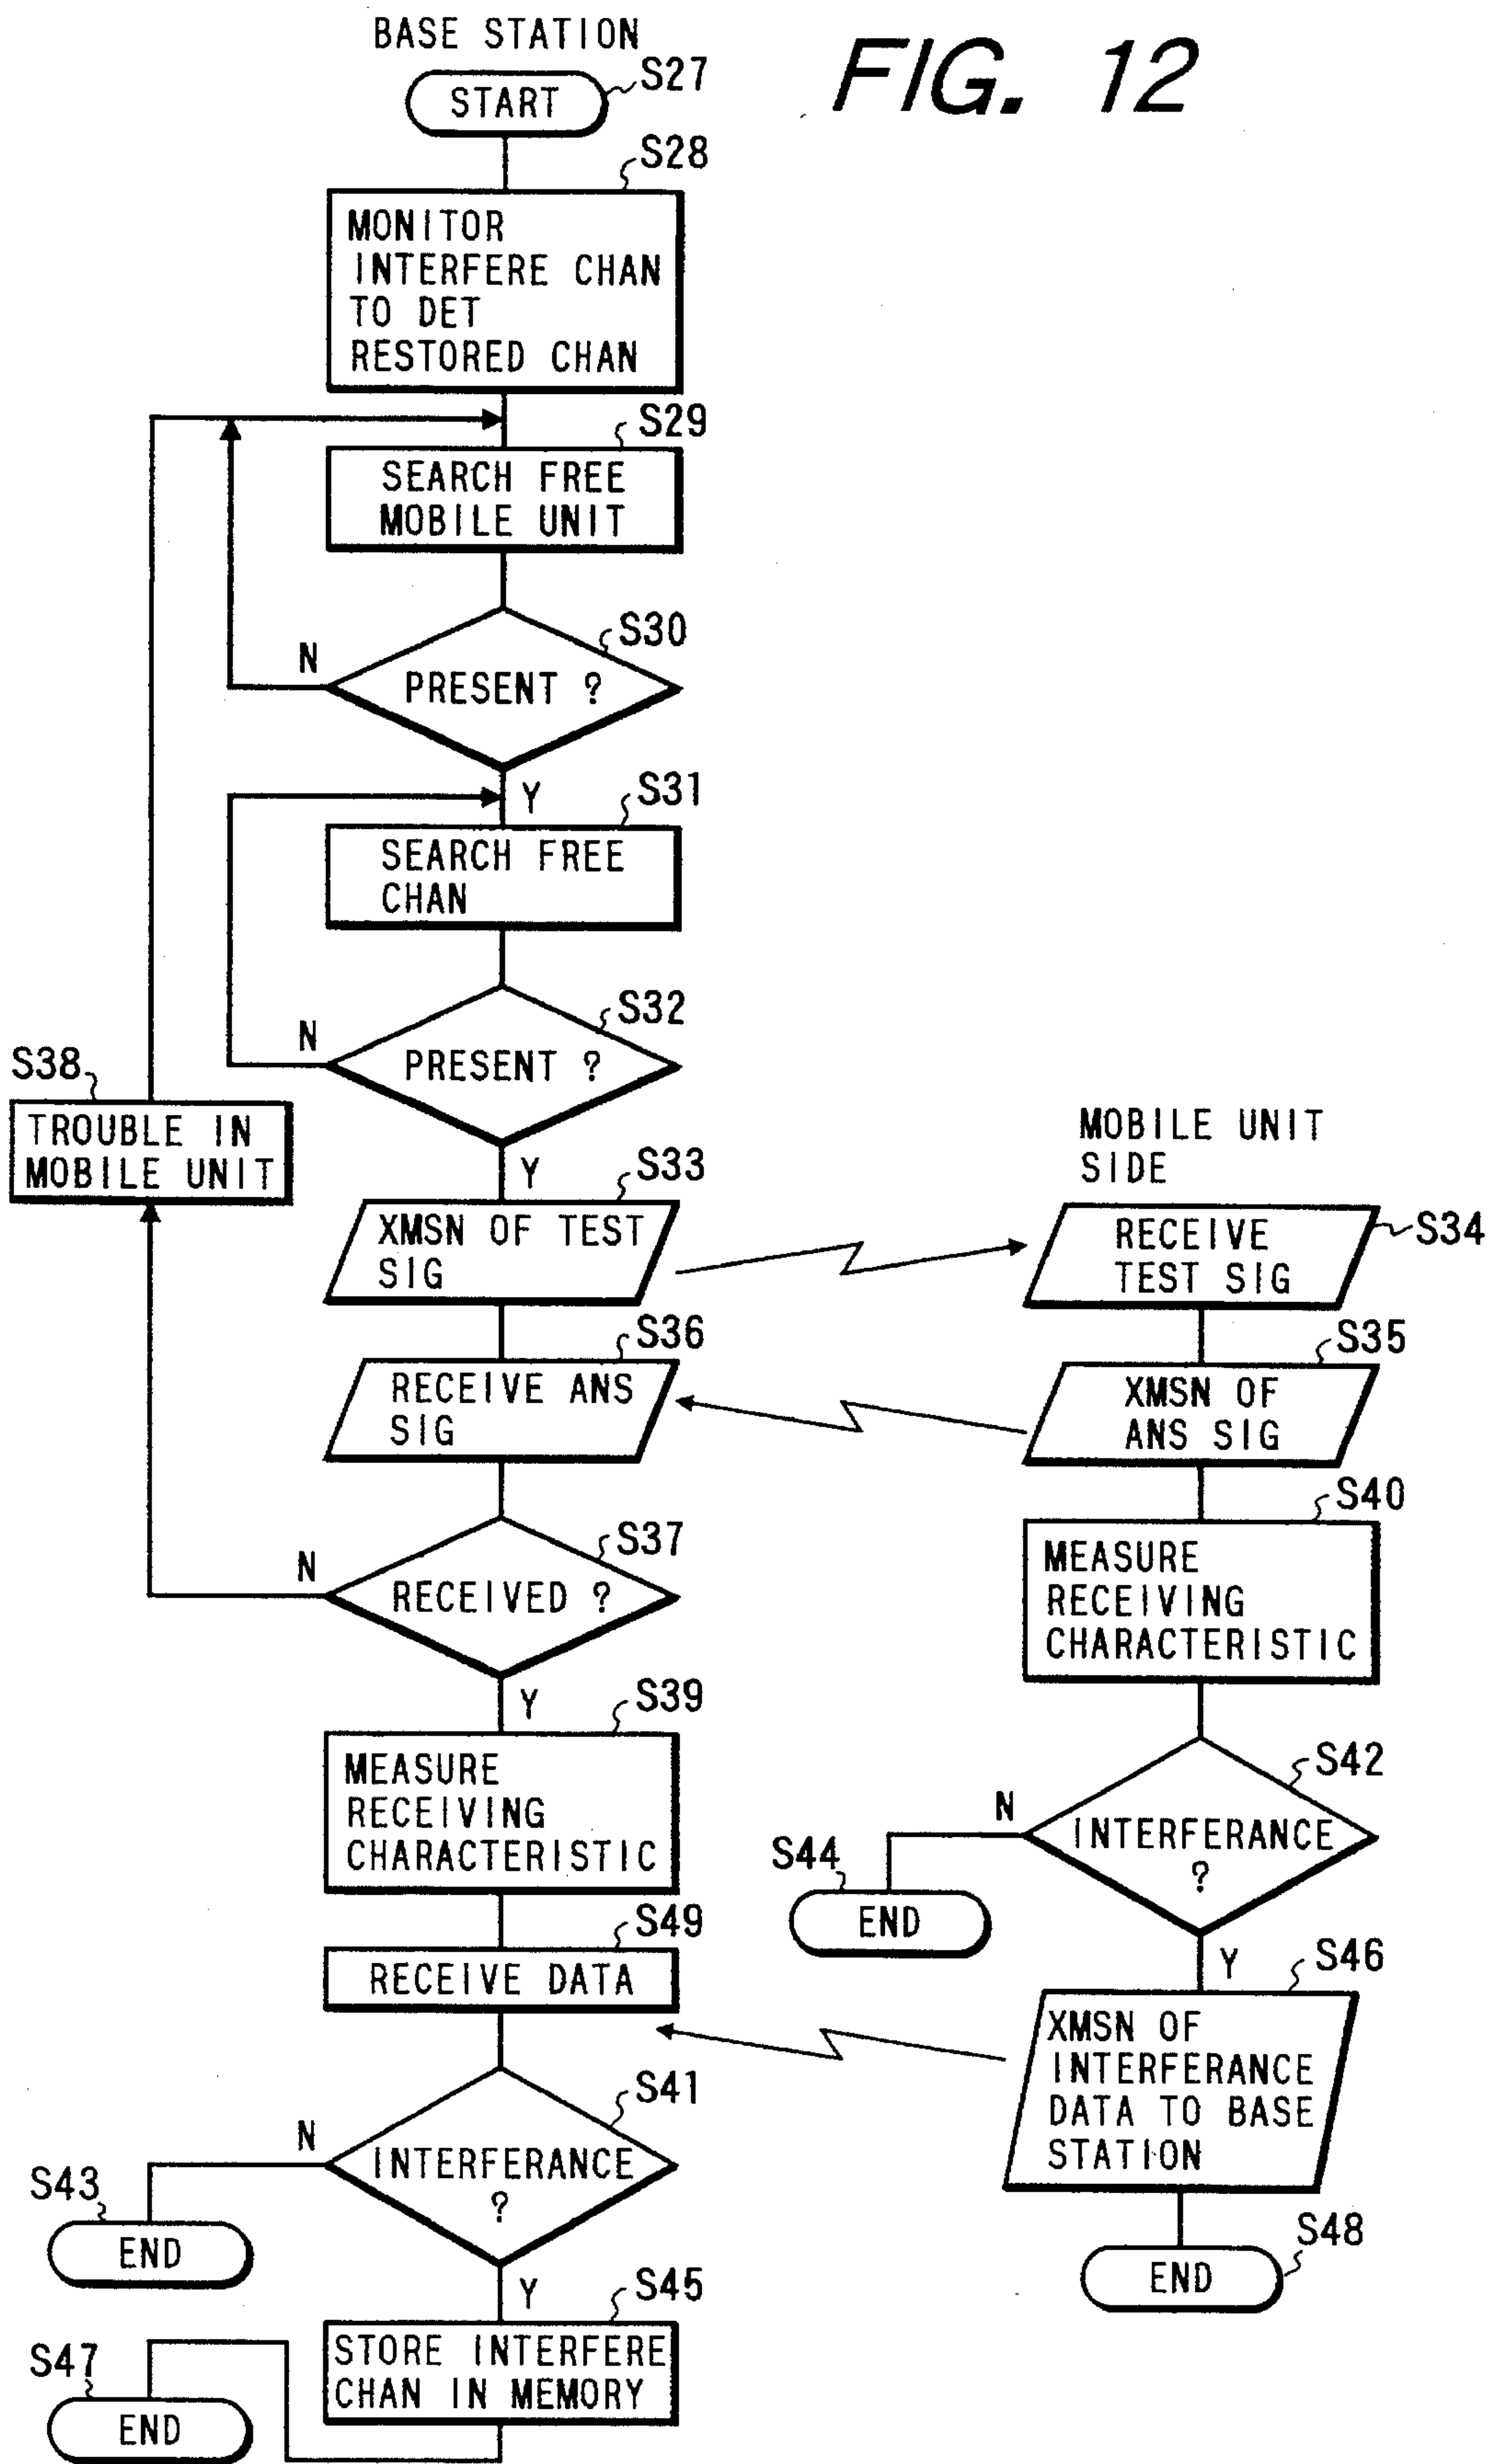 BASE STATION
FIG. 12
START
S27
S28
MONITOR
INTERFERE CHAN
TO DET
RESTORED CHAN
S29
SEARCH FREE
MOBILE UNIT
S30
N
PRESENT ?
Y
S31
SEARCH FREE
CHAN
S32
N
PRESENT ?
Y
S38
TROUBLE IN
MOBILE UNIT
MOBILE UNIT
SIDE
S33
XMSN OF TEST
SIG
S34
RECEIVE
TEST SIG
S36
RECEIVE ANS
SIG
S35
XMSN OF
ANS SIG
S37
N
RECEIVED ?
Y
S40
MEASURE
RECEIVING
CHARACTERISTIC
S39
MEASURE
RECEIVING
CHARACTERISTIC
S42
N
INTERFERANCE
?
Y
S44
END
S49
RECEIVE DATA
S46
XMSN OF
INTERFERANCE
DATA TO BASE
STATION
S41
N
INTERFERANCE
?
Y
S43
END
S48
END
S45
STORE INTERFERE
CHAN IN MEMORY
S47
END